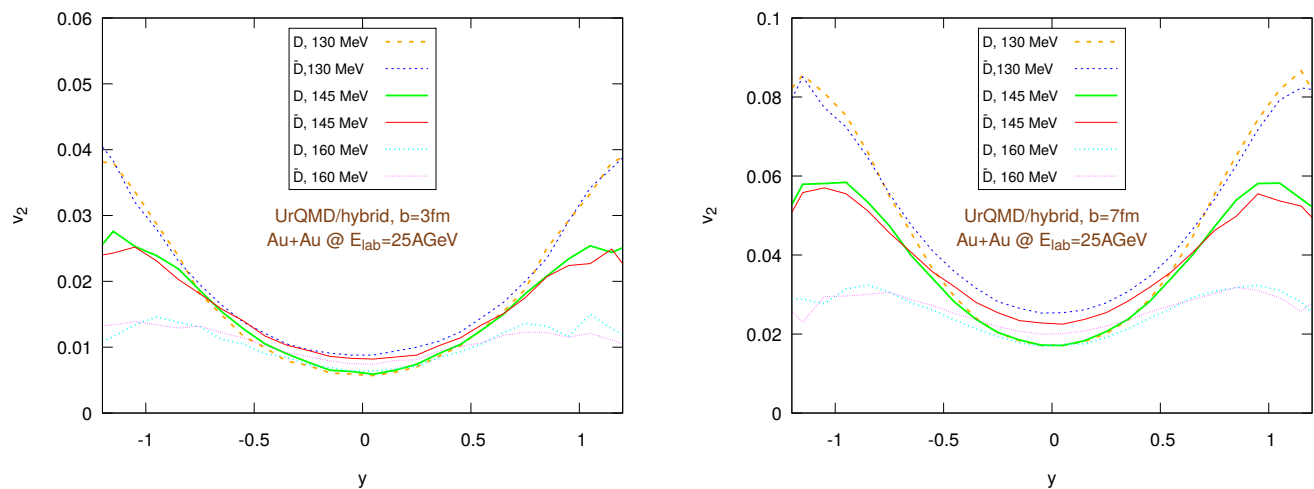 0.06
0.05
0.04
0.03
0.02
0.01
0
-1
-0.5
0
0.5
1
v₂
y
D, 130 MeV
D̄,130 MeV
D, 145 MeV
D̄, 145 MeV
D, 160 MeV
D̄, 160 MeV
UrQMD/hybrid, b=3fm
Au+Au @ E_lab=25AGeV
0.1
0.08
0.06
0.04
0.02
0
-1
-0.5
0
0.5
1
v₂
y
D, 130 MeV
D̄,130 MeV
D, 145 MeV
D̄, 145 MeV
D, 160 MeV
D̄, 160 MeV
UrQMD/hybrid, b=7fm
Au+Au @ E_lab=25AGeV